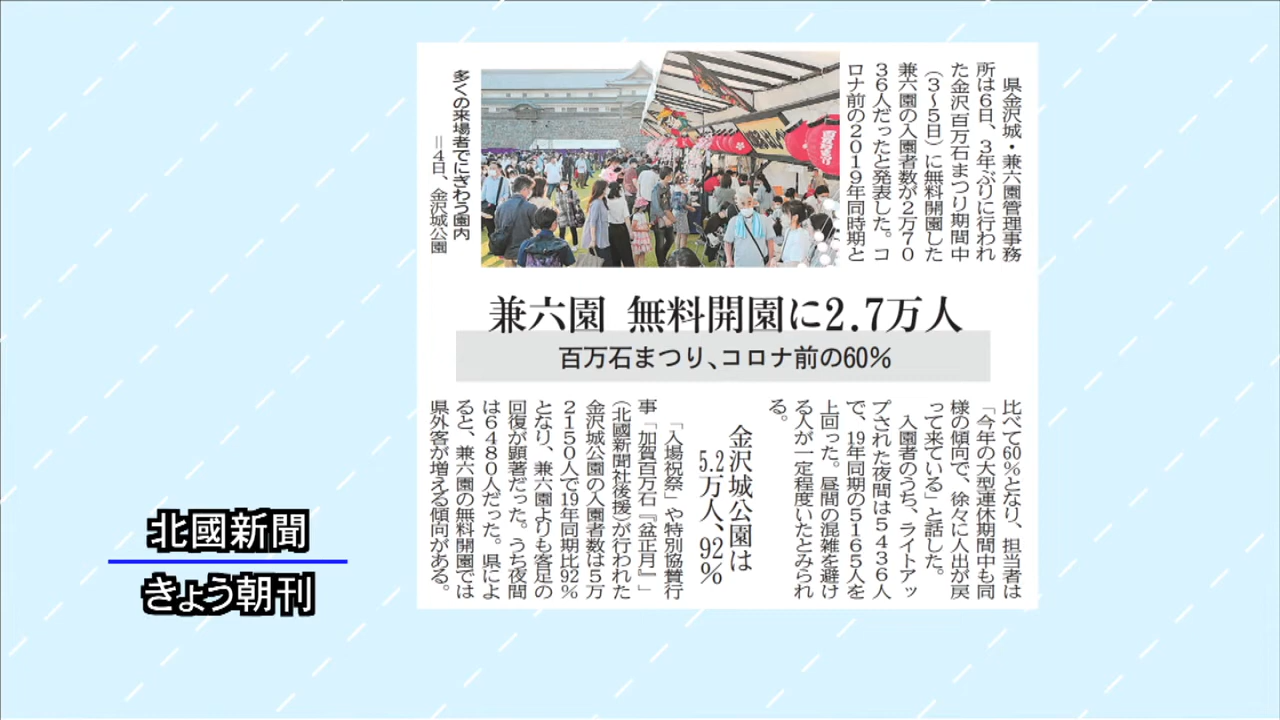 県金沢城・兼六園管理事務
所は6日、3年ぶりに行われ
た金沢百万石まつり期間中
（3〜5日）に無料開園した
兼六園の入園者数が2万70
36人だったと発表した。コ
ロナ前の2019年同時期と
多くの来場者でにぎわう園内
＝4日、金沢城公園
兼六園 無料開園に2.7万人
百万石まつり、コロナ前の60％
比べて60％となり、担当者は
「今年の大型連休期間中も同
様の傾向で、徐々に人出が戻
って来ている」と話した。
入園者のうち、ライトアッ
プされた夜間は5436人
で、19年同期の5165人を
上回った。昼間の混雑を避け
る人が一定程度いたとみられ
る。
金沢城公園は
5.2万人、92％
「入場祝祭」や特別協賛行
事「加賀百万石『盆正月』」
（北國新聞社後援）が行われた
金沢城公園の入園者数は5万
2150人で19年同期比92％
となり、兼六園よりも客足の
回復が顕著だった。うち夜間
は6480人だった。県によ
ると、兼六園の無料開園では
県外客が増える傾向がある。
北國新聞
きょう朝刊